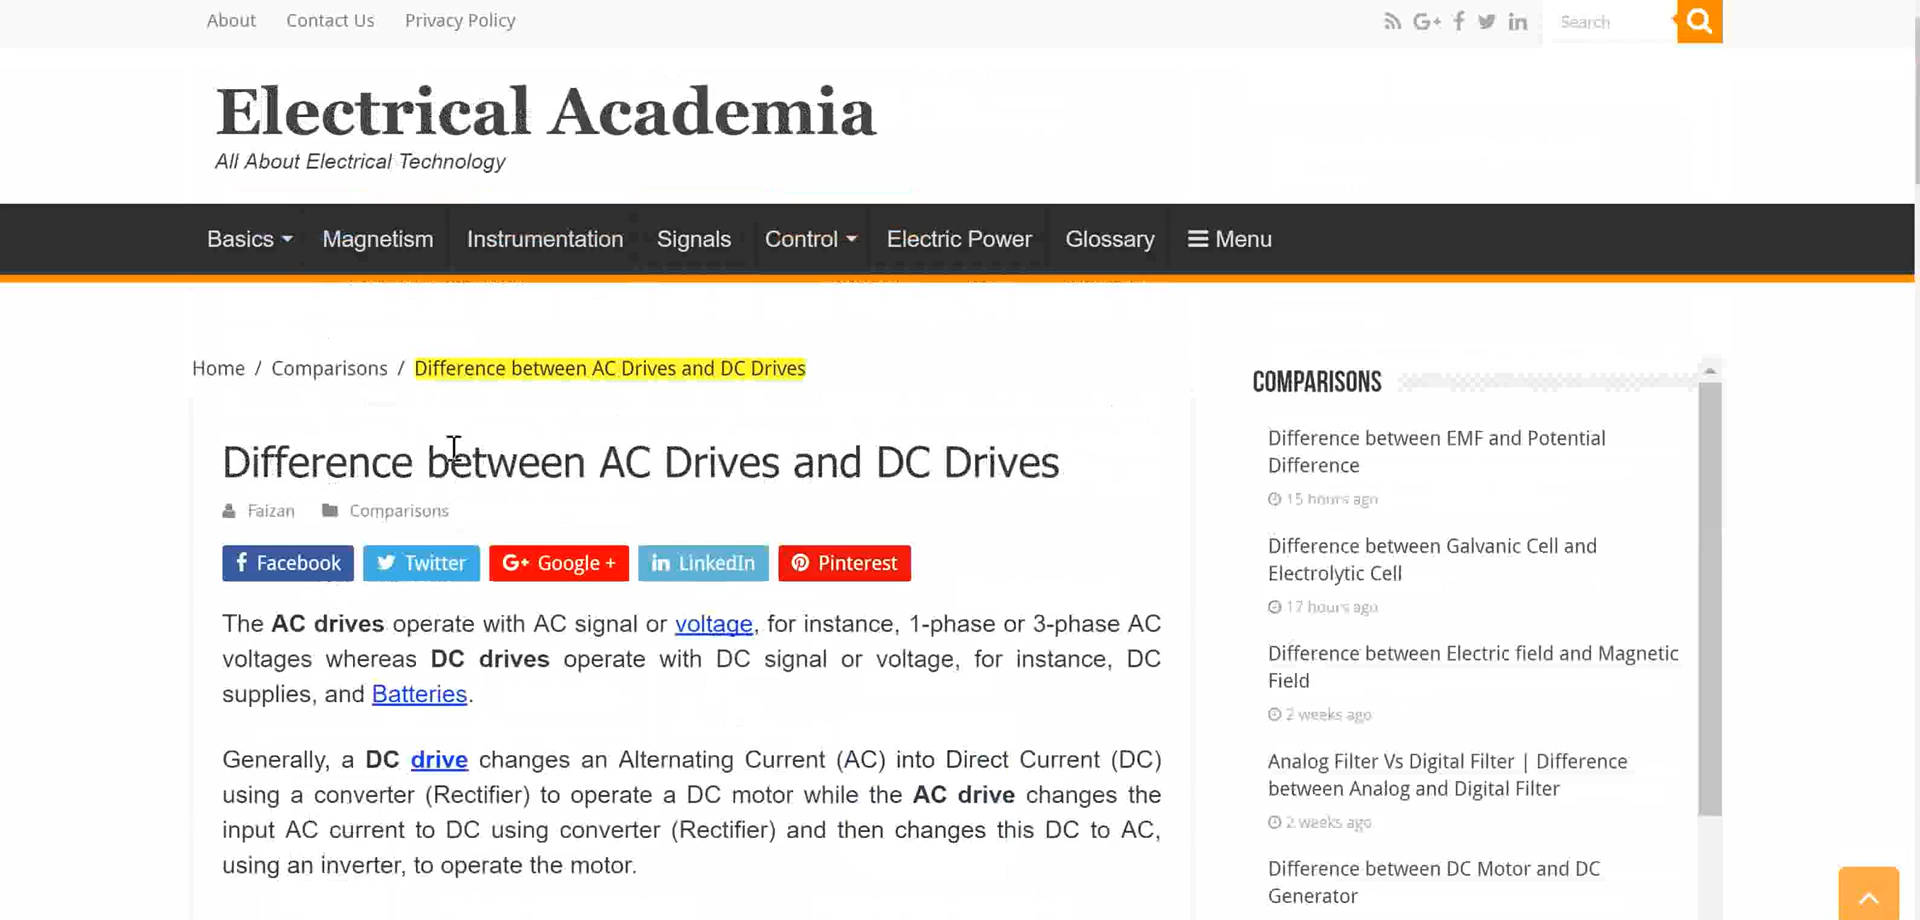 About Contact Us Privacy Policy
Search
Electrical Academia
All About Electrical Technology
Basics Magnetism Instrumentation Signals Control Electric Power Glossary Menu
Home / Comparisons / Difference between AC Drives and DC Drives
Difference between AC Drives and DC Drives
Faizan Comparisons
Facebook Twitter Google + LinkedIn Pinterest
The AC drives operate with AC signal or voltage, for instance, 1-phase or 3-phase AC
voltages whereas DC drives operate with DC signal or voltage, for instance, DC
supplies, and Batteries.
Generally, a DC drive changes an Alternating Current (AC) into Direct Current (DC)
using a converter (Rectifier) to operate a DC motor while the AC drive changes the
input AC current to DC using converter (Rectifier) and then changes this DC to AC,
using an inverter, to operate the motor.
COMPARISONS
Difference between EMF and Potential
Difference
15 hours ago
Difference between Galvanic Cell and
Electrolytic Cell
17 hours ago
Difference between Electric field and Magnetic
Field
2 weeks ago
Analog Filter Vs Digital Filter | Difference
between Analog and Digital Filter
2 weeks ago
Difference between DC Motor and DC
Generator